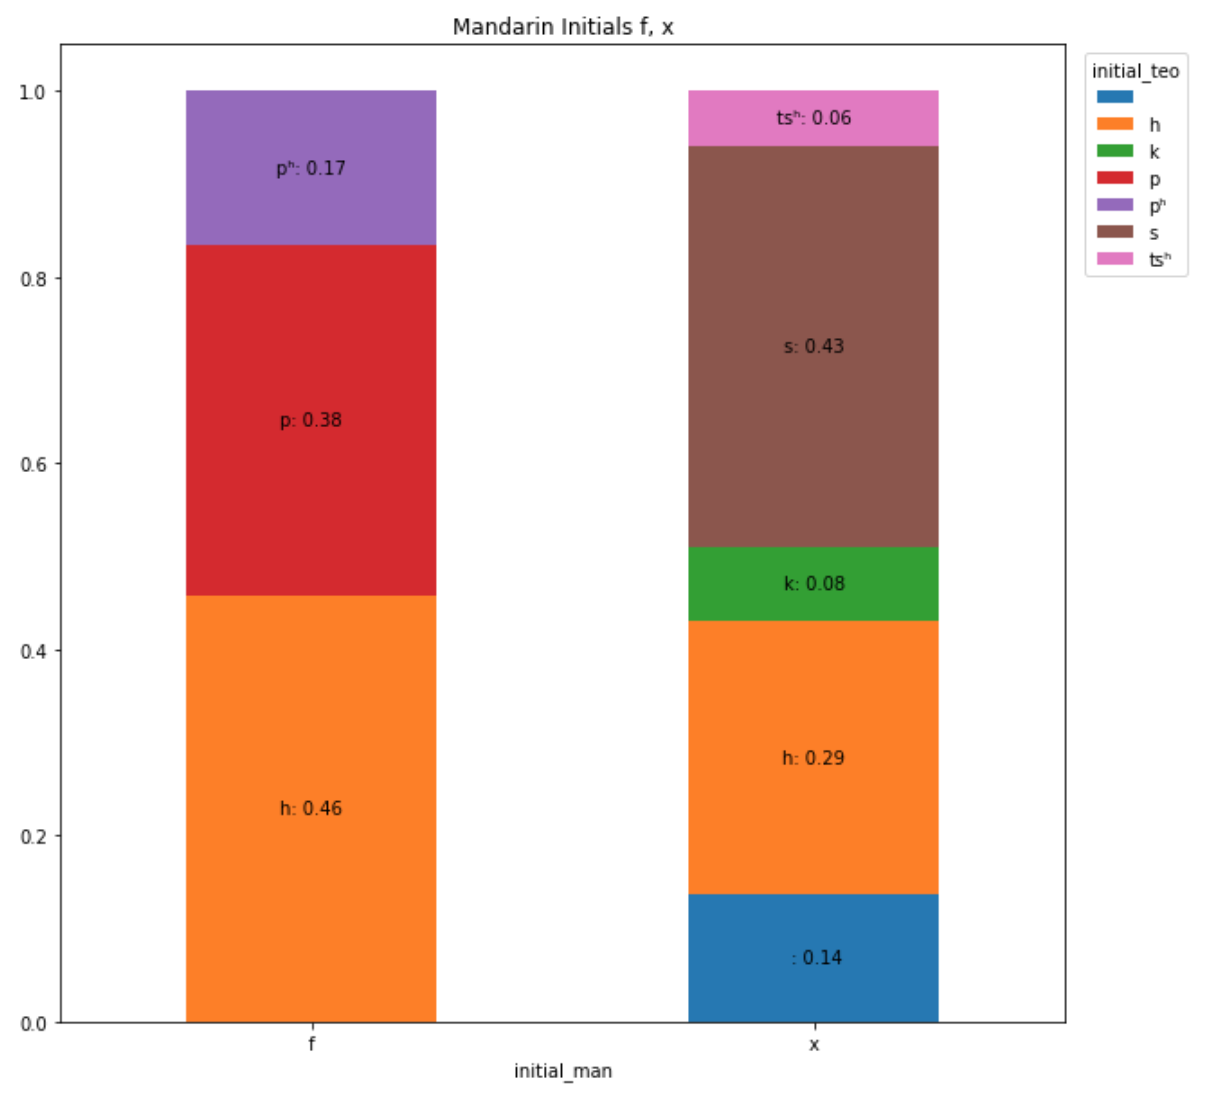 Mandarin Initials f, x
1.0
0.8
0.6
0.4
0.2
0.0
pʰ: 0.17
p: 0.38
h: 0.46
tsʰ: 0.06
s: 0.43
k: 0.08
h: 0.29
: 0.14
f
x
initial_man
initial_teo
h
k
p
pʰ
s
tsʰ